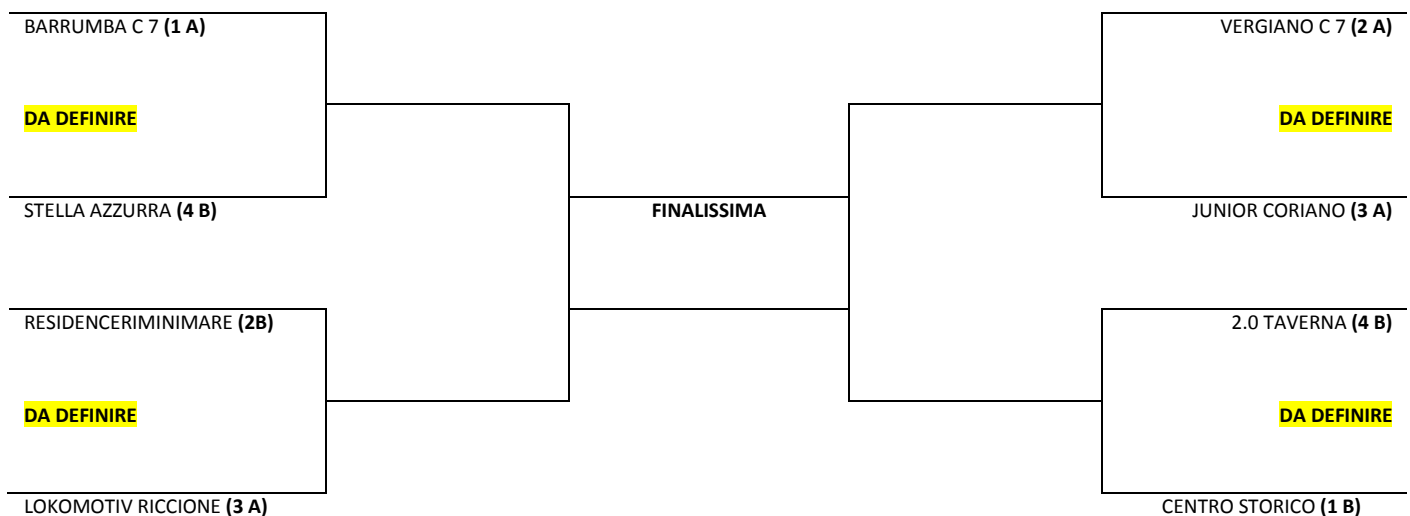 BARRUMBA C 7 (1 A)
VERGIANO C 7 (2 A)
DA DEFINIRE
DA DEFINIRE
STELLA AZZURRA (4 B)
FINALISSIMA
JUNIOR CORIANO (3 A)
RESIDENCERIMINIMARE (2B)
2.0 TAVERNA (4 B)
DA DEFINIRE
DA DEFINIRE
LOKOMOTIV RICCIONE (3 A)
CENTRO STORICO (1 B)